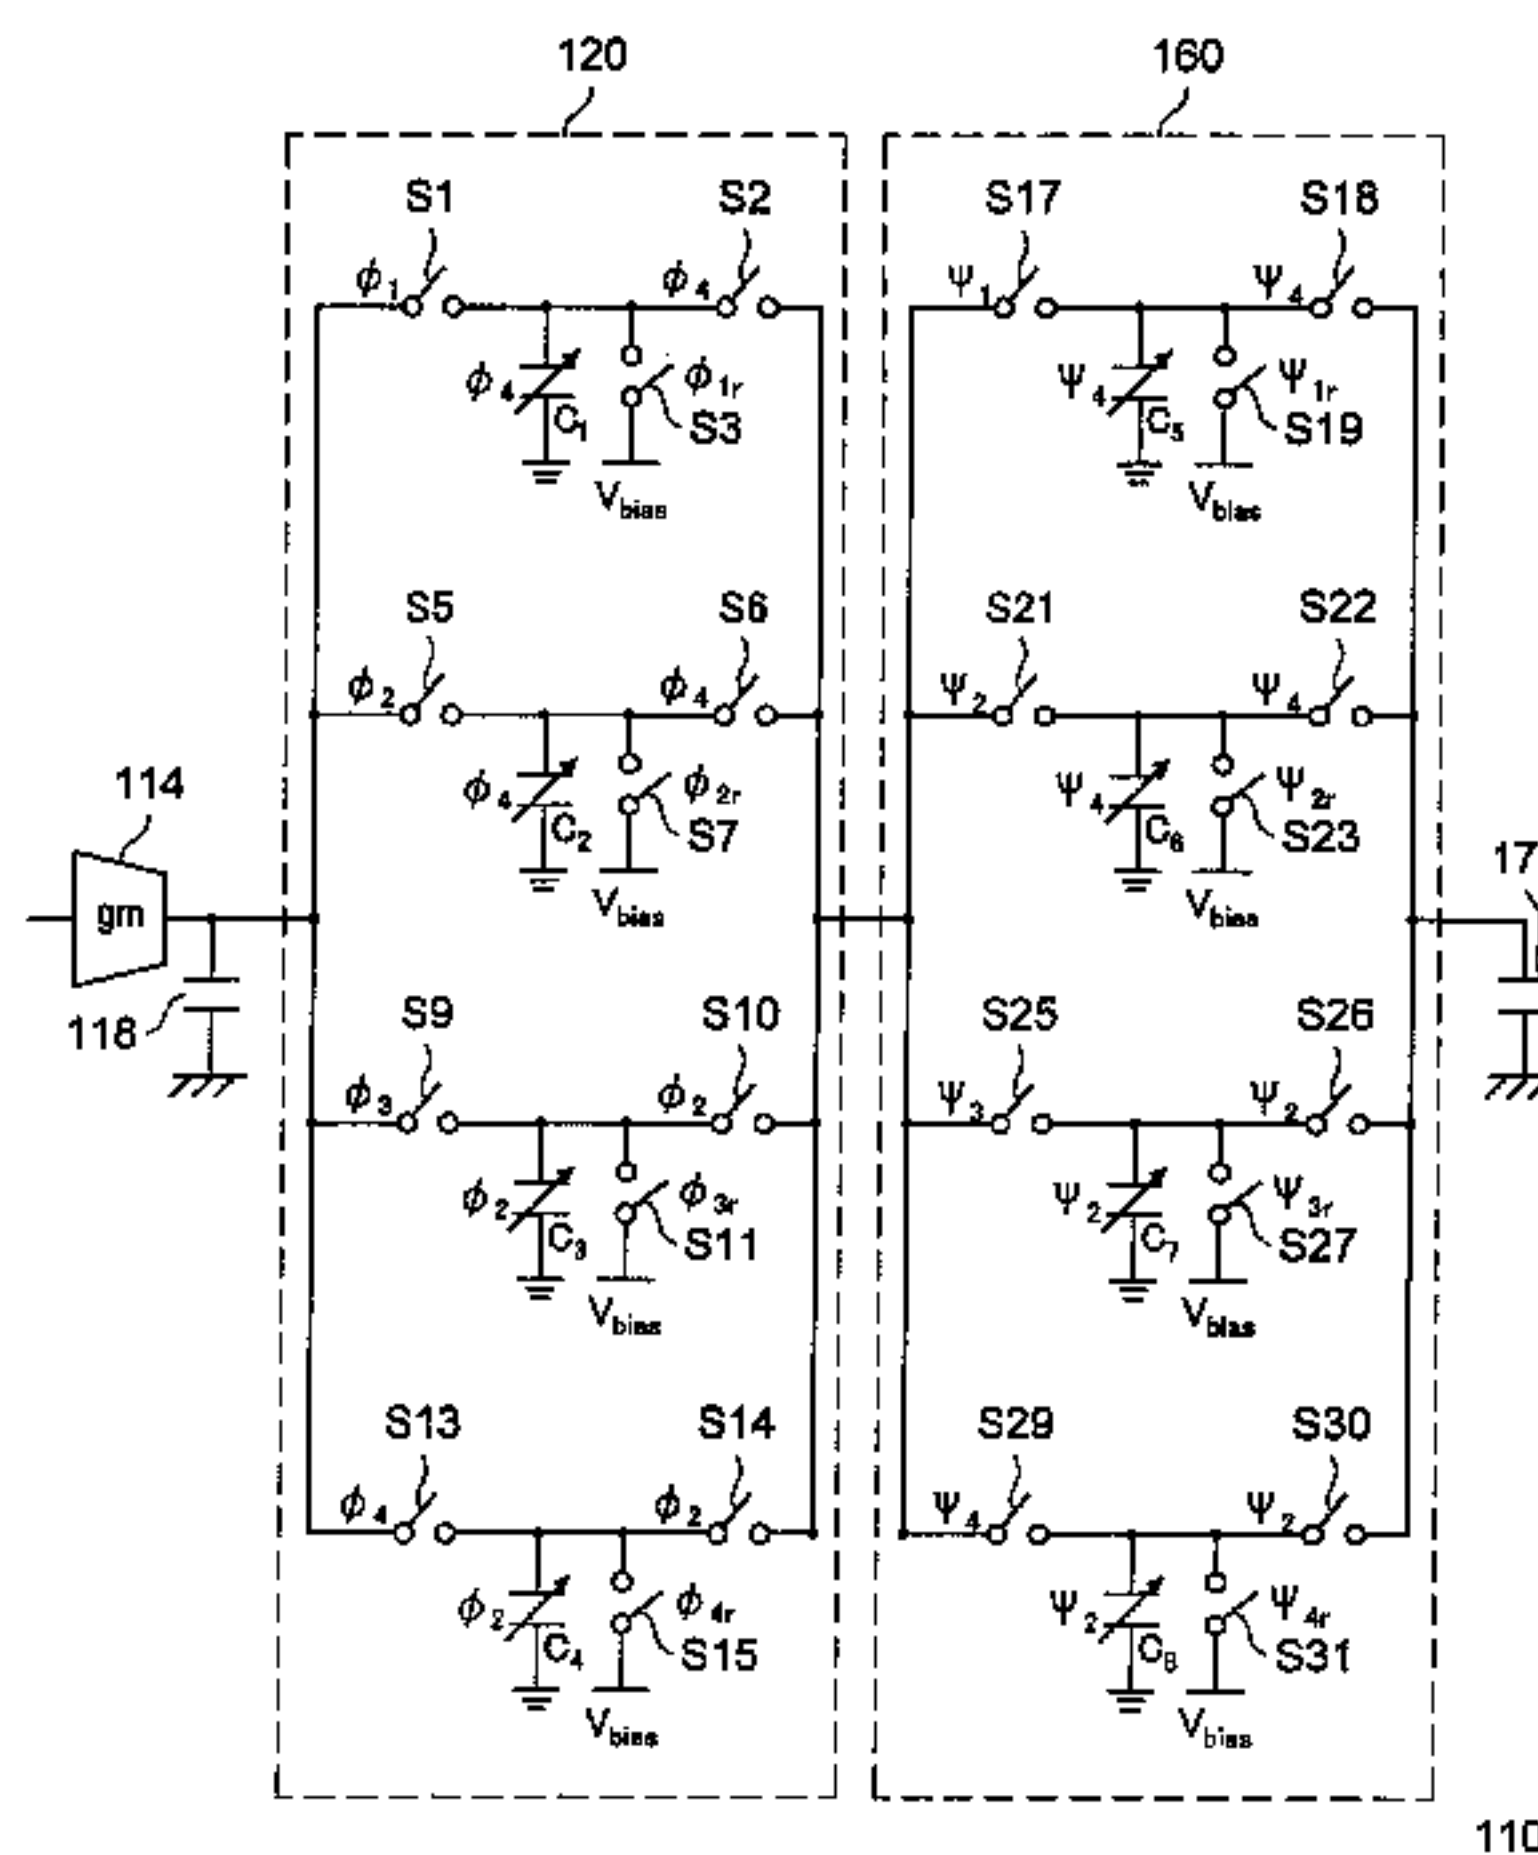 120 160
S1 S2 S17 S18
ϕ1 ϕ4 ψ1 ψ4
ϕ4 ϕ1r ψ4 ψ1r
C1 S3 C5 S19
Vbias Vbias
S5 S6 S21 S22
ϕ2 ϕ4 ψ2 ψ4
114
ϕ4 ϕ2r ψ4 ψ2r
C2 S7 C6 S23
17
gm Vbias Vbias
118
S9 S10 S25 S26
ϕ3 ϕ2 ψ3 ψ2
ϕ2 ϕ3r ψ2 ψ3r
C3 S11 C7 S27
Vbias Vbias
S13 S14 S29 S30
ϕ4 ϕ2 ψ4 ψ2
ϕ2 ϕ4r ψ2 ψ4r
C4 S15 C8 S31
Vbias Vbias
110